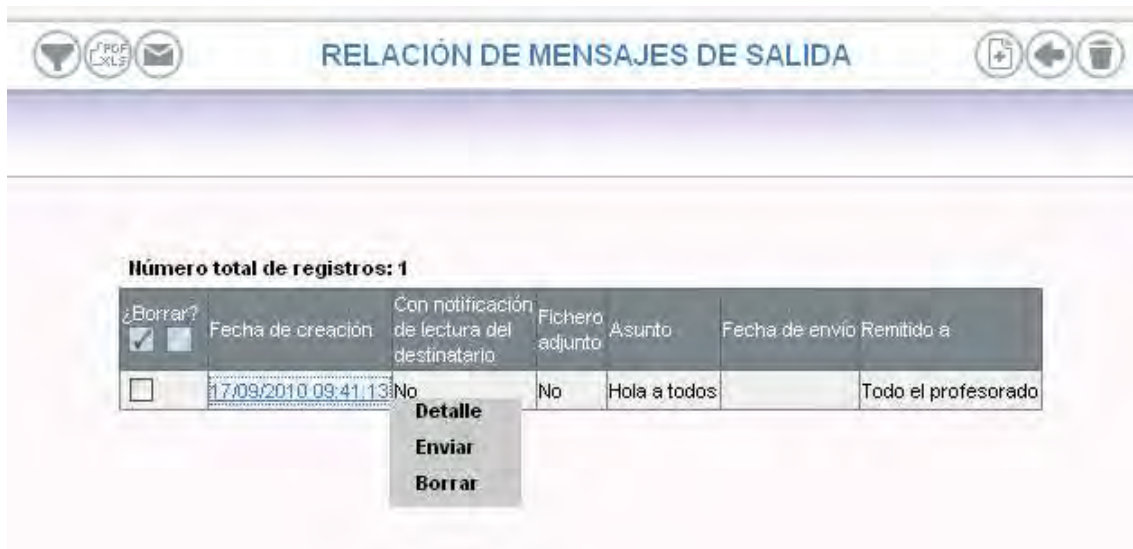 PDF
XLS
RELACIÓN DE MENSAJES DE SALIDA
Número total de registros: 1
¿Borrar?
Fecha de creación
Con notificación
de lectura del
destinatario
Fichero
adjunto
Asunto
Fecha de envío
Remitido a
17/09/2010 09:41:13
No
No
Hola a todos
Todo el profesorado
Detalle
Enviar
Borrar